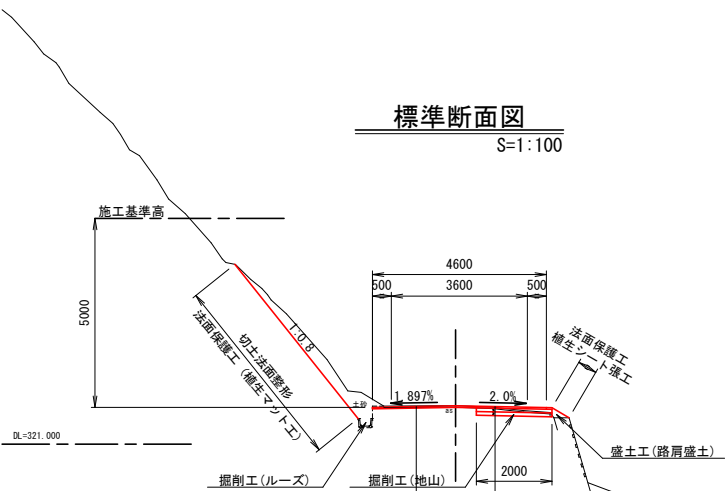 標準断面図
S=1:100
施工基準高
4600
500
3600
500
5000
1:0.8
切土法面整形
法面保護工（植生マット工）
法面保護工
植生シート張工
土砂
1.897%
2.0%
as
DL=321.000
盛土工(路肩盛土)
掘削工(ルーズ)
掘削工(地山)
2000